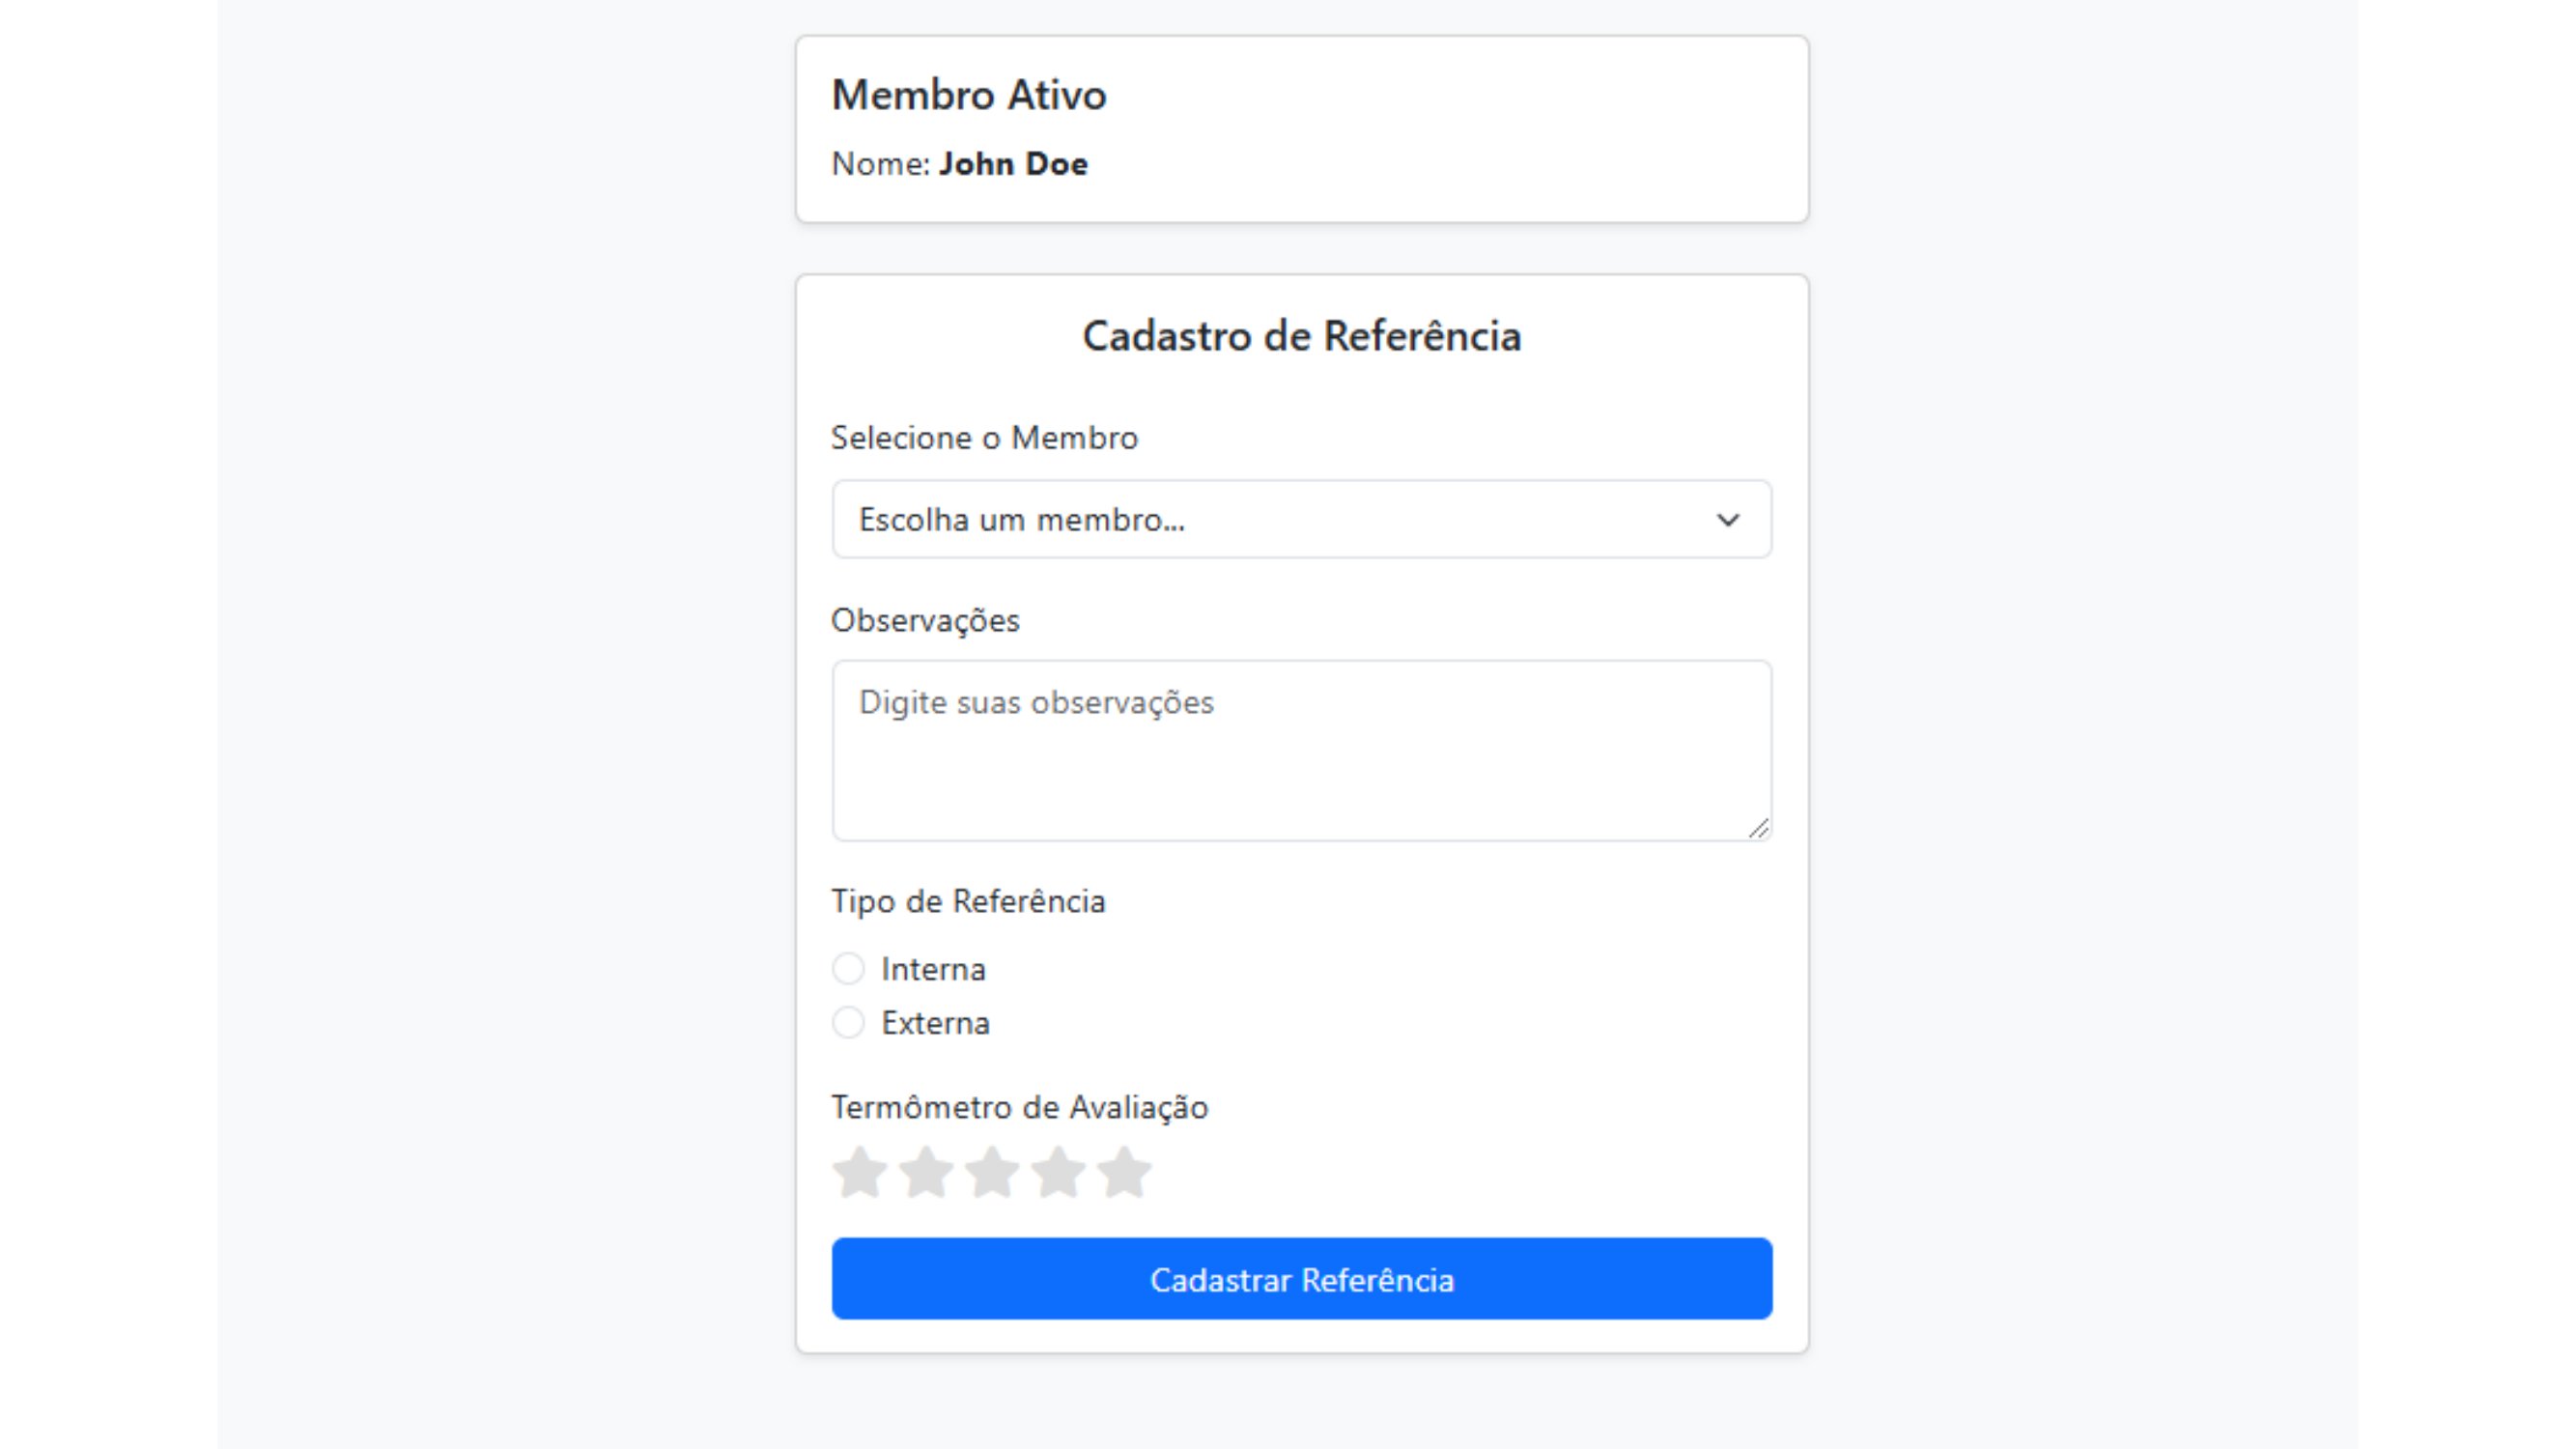 Membro Ativo
Nome: John Doe
Cadastro de Referência
Selecione o Membro
Escolha um membro...
Observações
Digite suas observações
Tipo de Referência
Interna
Externa
Termômetro de Avaliação
Cadastrar Referência